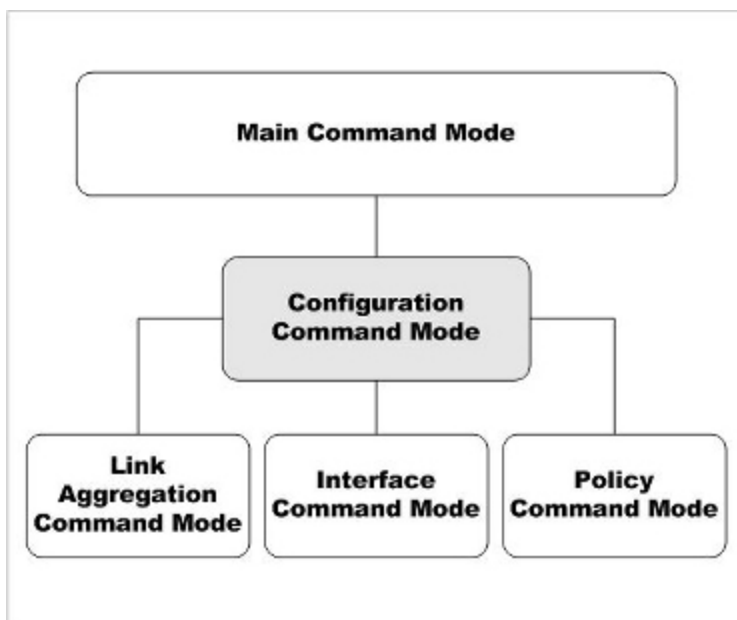 Main Command Mode
Configuration
Command Mode
Link
Aggregation
Command Mode
Interface
Command Mode
Policy
Command Mode